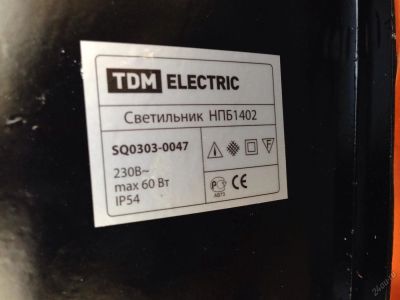 TDM ELECTRIC
Светильник НПБ1402
SQ0303-0047
230В~
max 60 Вт
IP54
F
CE